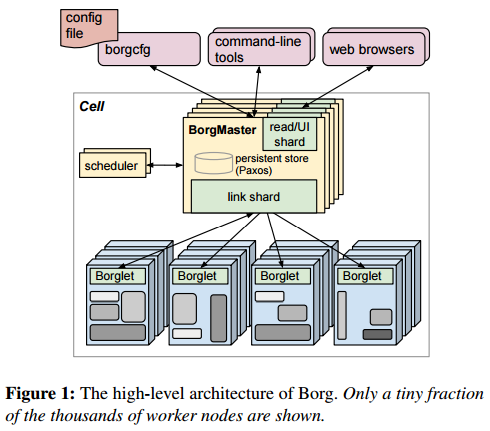 config
file
borgcfg
command-line
tools
web browsers
Cell
BorgMaster
read/UI
shard
persistent store
(Paxos)
scheduler
link shard
Borglet
Borglet
Borglet
Borglet
Figure 1: The high-level architecture of Borg. Only a tiny fraction
of the thousands of worker nodes are shown.